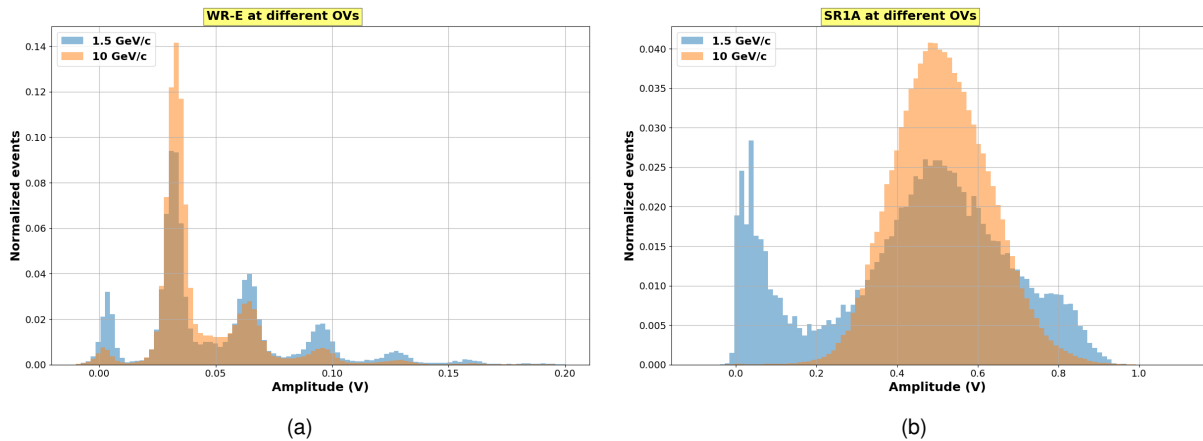 WR-E at different OVs
1.5 GeV/c
10 GeV/c
Normalized events
0.14
0.12
0.10
0.08
0.06
0.04
0.02
0.00
0.00
0.05
0.10
0.15
0.20
Amplitude (V)
(a)
SR1A at different OVs
1.5 GeV/c
10 GeV/c
Normalized events
0.040
0.035
0.030
0.025
0.020
0.015
0.010
0.005
0.000
0.0
0.2
0.4
0.6
0.8
1.0
Amplitude (V)
(b)